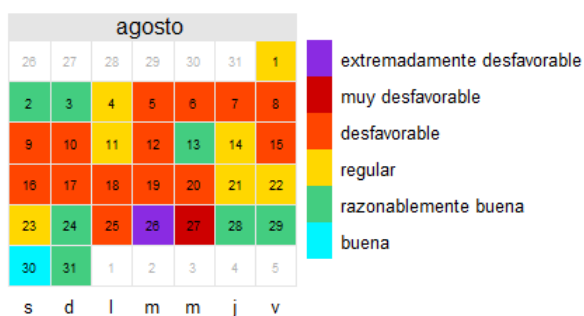 agosto
26 27 28 29 30 31 1
2 3 4 5 6 7 8
9 10 11 12 13 14 15
16 17 18 19 20 21 22
23 24 25 26 27 28 29
30 31 1 2 3 4 5
s d l m m j v
extremadamente desfavorable
muy desfavorable
desfavorable
regular
razonablemente buena
buena